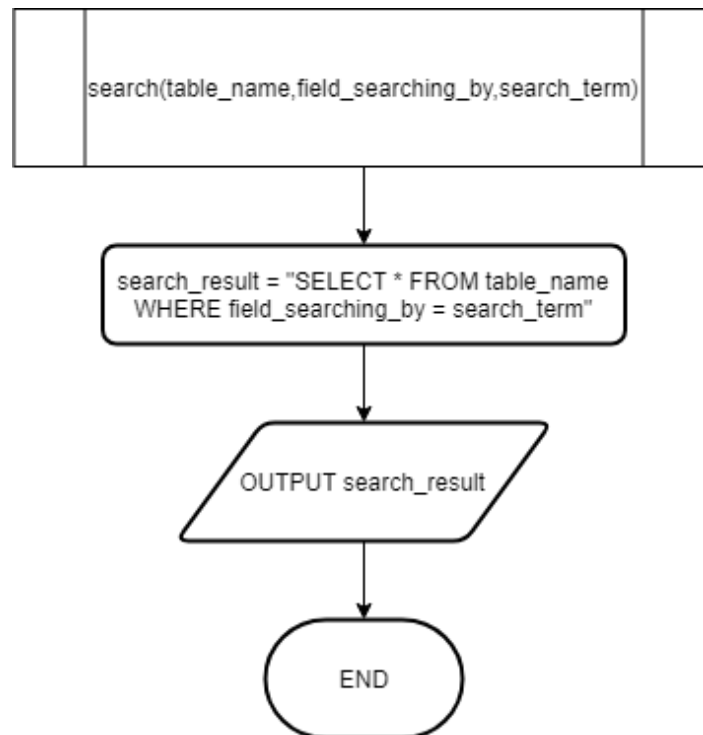 search(table_name,field_searching_by,search_term)
search_result = "SELECT * FROM table_name
WHERE field_searching_by = search_term"
OUTPUT search_result
END